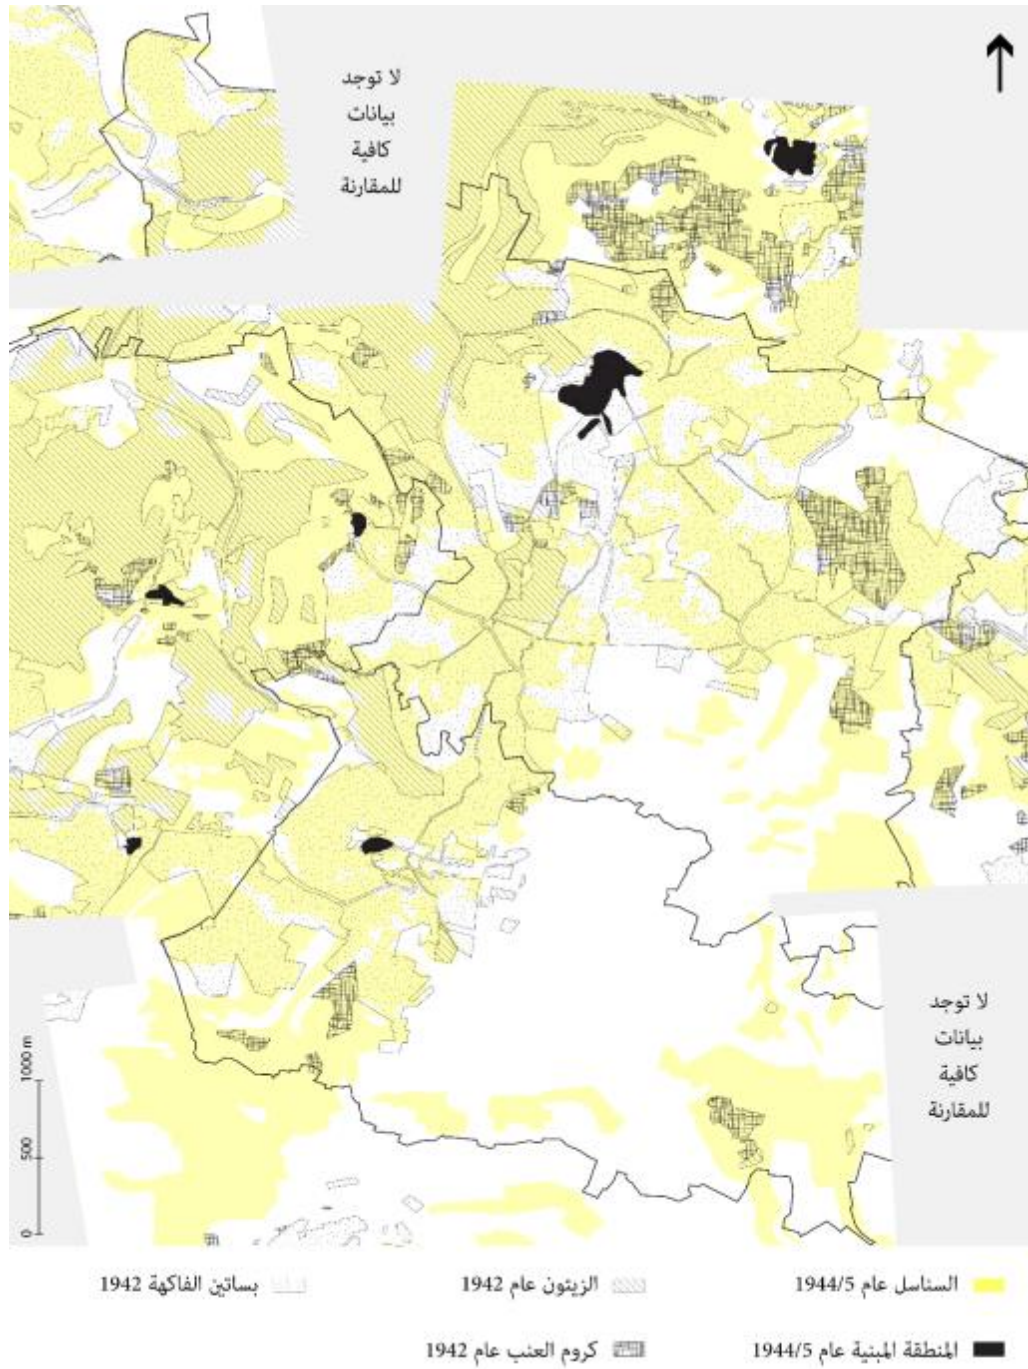 لا توجد
بيانات
كافية
للمقارنة
لا توجد
بيانات
كافية
للمقارنة
1000 m
500
0
السناسل عام 1944/5
الزيتون عام 1942
بساتين الفاكهة 1942
المنطقة المبنية عام 1944/5
كروم العنب عام 1942